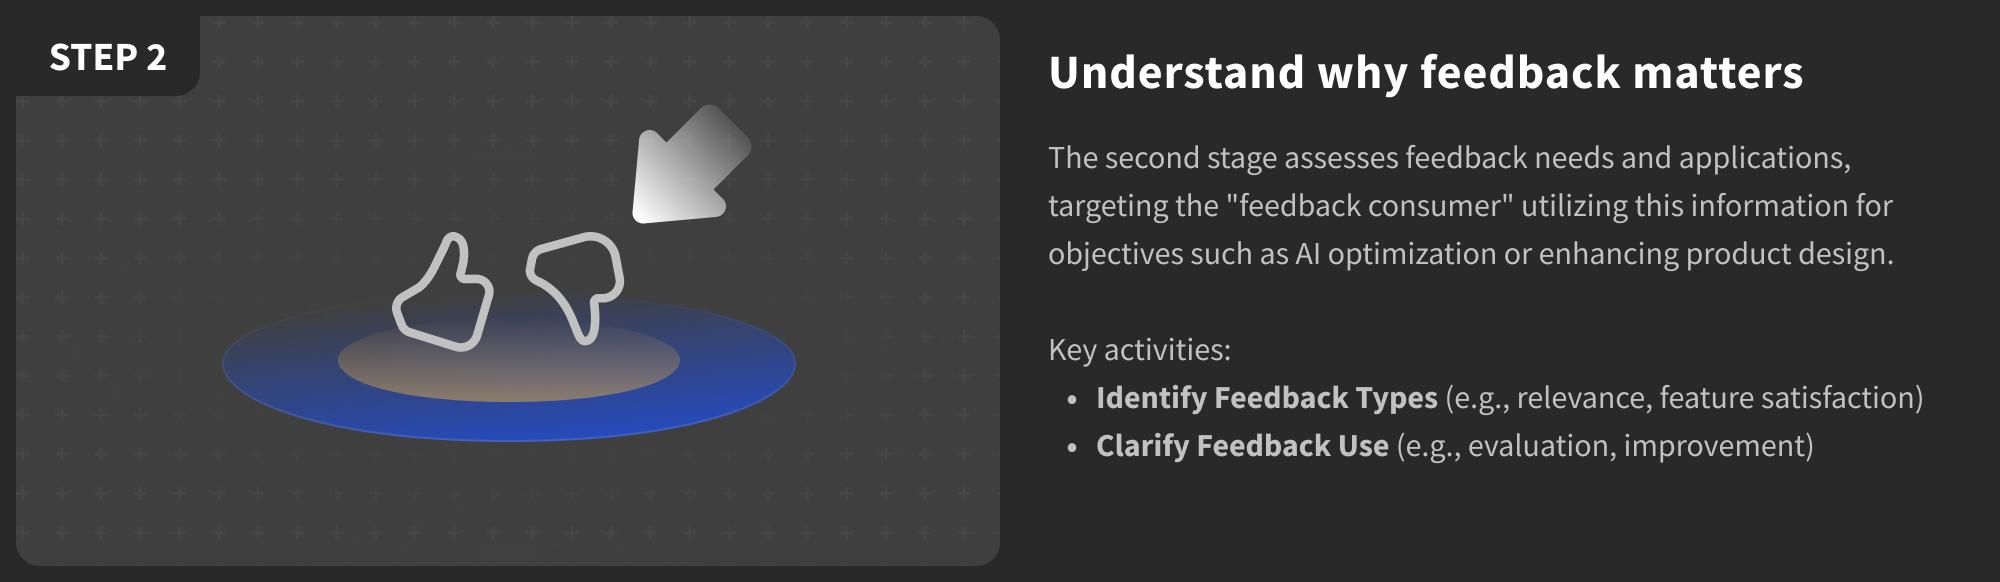 STEP 2
Understand why feedback matters
The second stage assesses feedback needs and applications,
targeting the "feedback consumer" utilizing this information for
objectives such as AI optimization or enhancing product design.
Key activities:
• Identify Feedback Types (e.g., relevance, feature satisfaction)
• Clarify Feedback Use (e.g., evaluation, improvement)